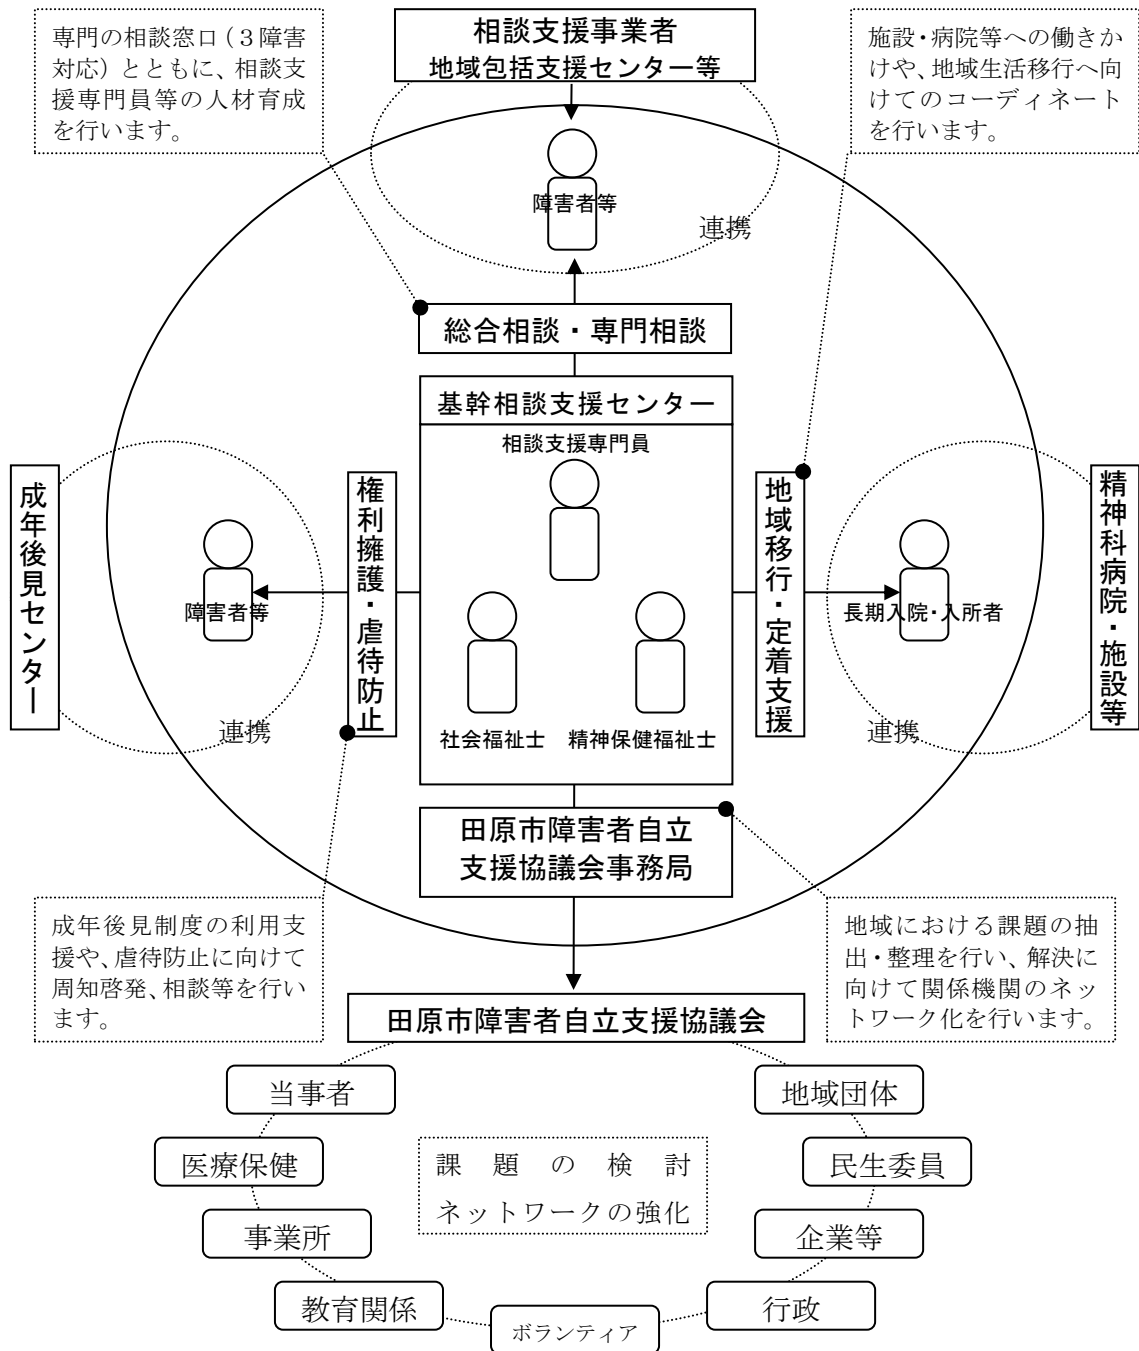 専門の相談窓口(3障害
対応)とともに、相談支
援専門員等の人材育成
を行います。
相談支援事業者
地域包括支援センター等
施設・病院等への働きか
けや、地域生活移行へ向
けてのコーディネート
を行います。
障害者等
連携
総合相談・専門相談
基幹相談支援センター
相談支援専門員
社会福祉士
精神保健福祉士
成年後見センター
障害者等
連携
権利擁護・虐待防止
地域移行・定着支援
長期入院・入所者
連携
精神科病院・施設等
田原市障害者自立
支援協議会事務局
成年後見制度の利用支
援や、虐待防止に向けて
周知啓発、相談等を行い
ます。
地域における課題の抽
出・整理を行い、解決に
向けて関係機関のネッ
トワーク化を行います。
田原市障害者自立支援協議会
当事者
地域団体
医療保健
民生委員
課題の検討
ネットワークの強化
事業所
企業等
教育関係
行政
ボランティア